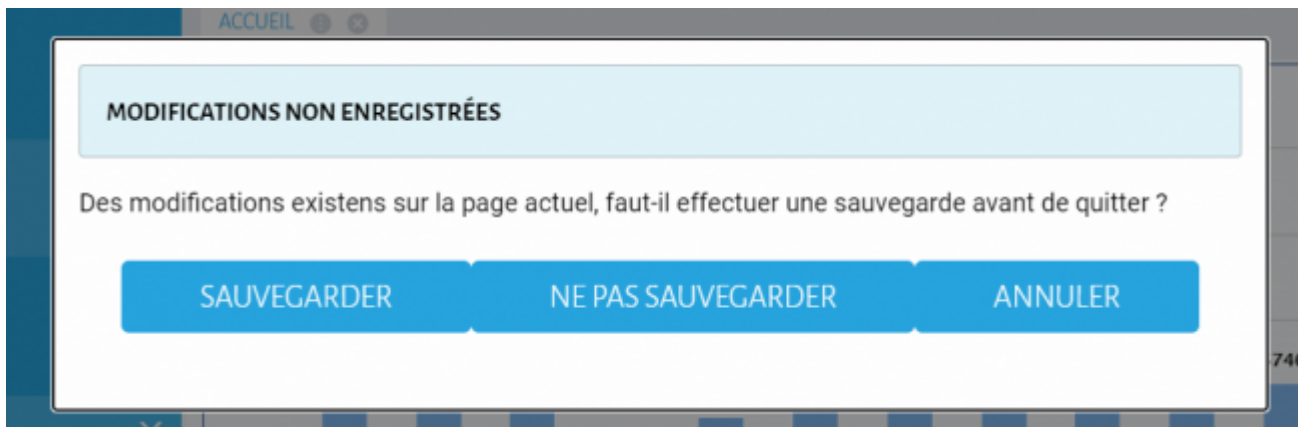 ACCUEIL
MODIFICATIONS NON ENREGISTRÉES
Des modifications existens sur la page actuel, faut-il effectuer une sauvegarde avant de quitter ?
SAUVEGARDER NE PAS SAUVEGARDER ANNULER